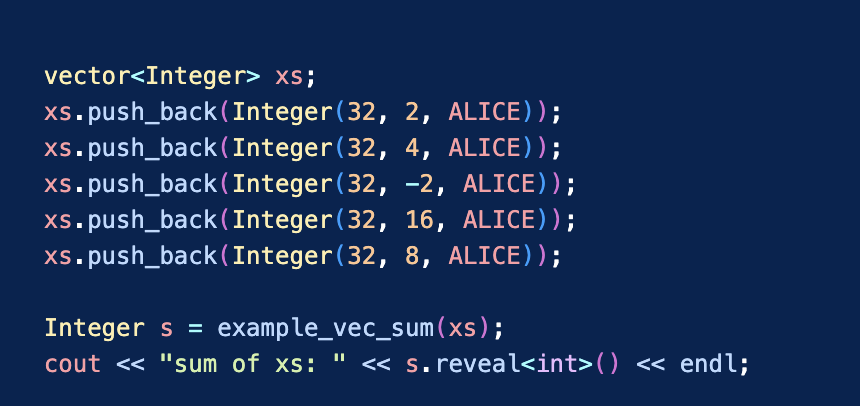 vector<Integer> xs;
xs.push_back(Integer(32, 2, ALICE));
xs.push_back(Integer(32, 4, ALICE));
xs.push_back(Integer(32, -2, ALICE));
xs.push_back(Integer(32, 16, ALICE));
xs.push_back(Integer(32, 8, ALICE));
Integer s = example_vec_sum(xs);
cout << "sum of xs: " << s.reveal<int>() << endl;